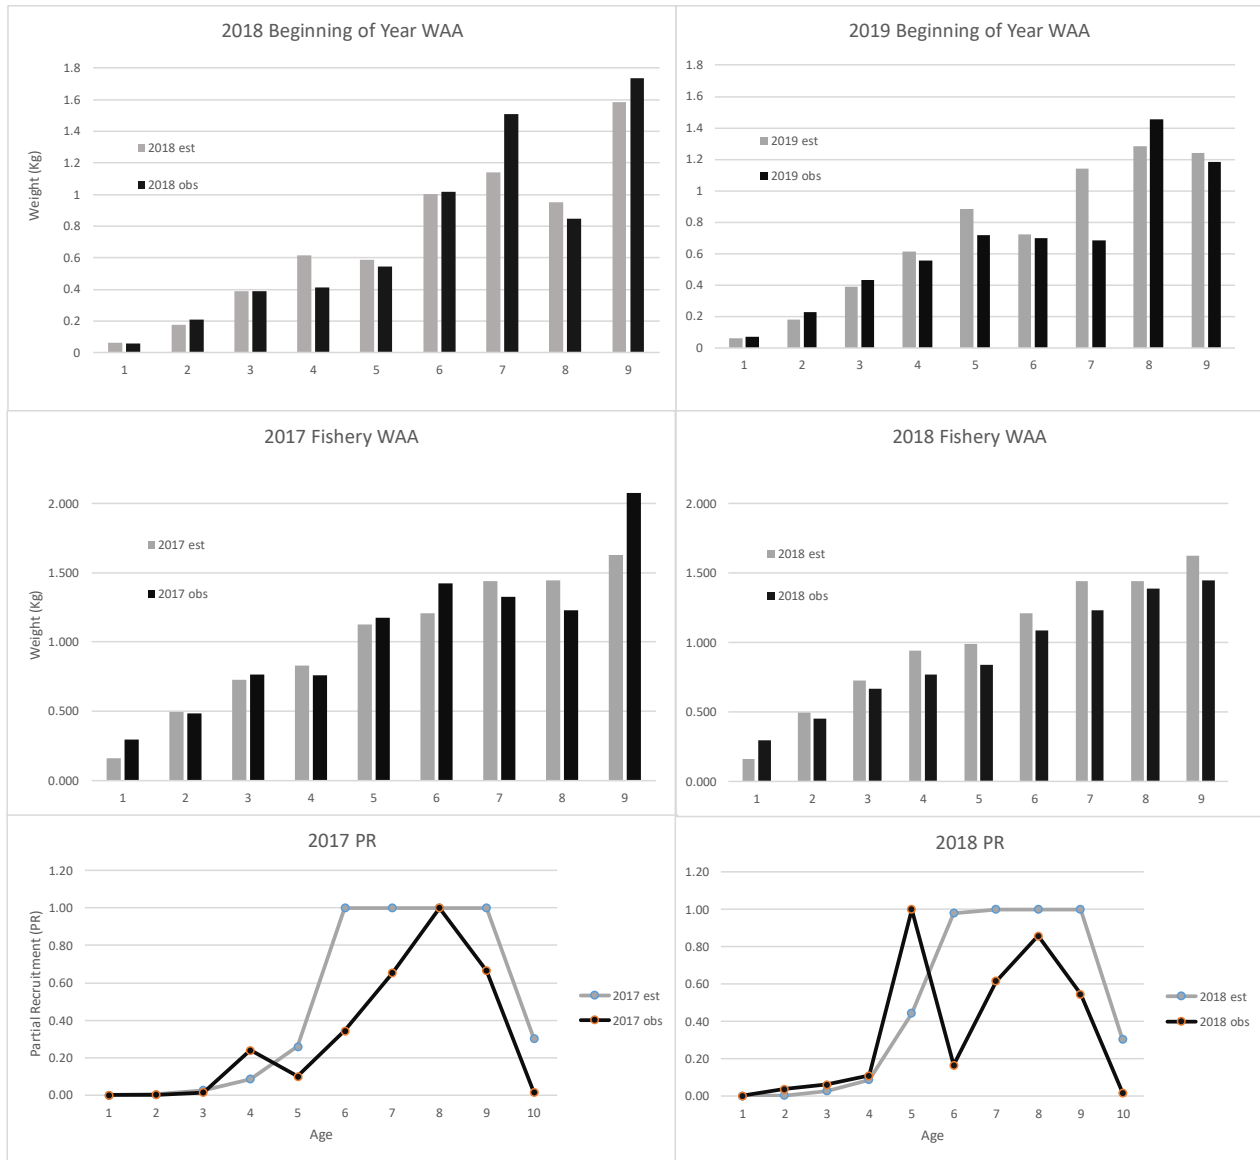 2018 Beginning of Year WAA
1.8
1.6
1.4
1.2
1
0.8
0.6
0.4
0.2
0
Weight (Kg)
2018 est
2018 obs
1 2 3 4 5 6 7 8 9
2019 Beginning of Year WAA
1.8
1.6
1.4
1.2
1
0.8
0.6
0.4
0.2
0
2019 est
2019 obs
1 2 3 4 5 6 7 8 9
2017 Fishery WAA
2.000
1.500
1.000
0.500
0.000
Weight (Kg)
2017 est
2017 obs
1 2 3 4 5 6 7 8 9
2018 Fishery WAA
2.000
1.500
1.000
0.500
0.000
2018 est
2018 obs
1 2 3 4 5 6 7 8 9
2017 PR
1.20
1.00
0.80
0.60
0.40
0.20
0.00
Partial Recruitment (PR)
2017 est
2017 obs
1 2 3 4 5 6 7 8 9 10
Age
2018 PR
1.20
1.00
0.80
0.60
0.40
0.20
0.00
2018 est
2018 obs
1 2 3 4 5 6 7 8 9 10
Age